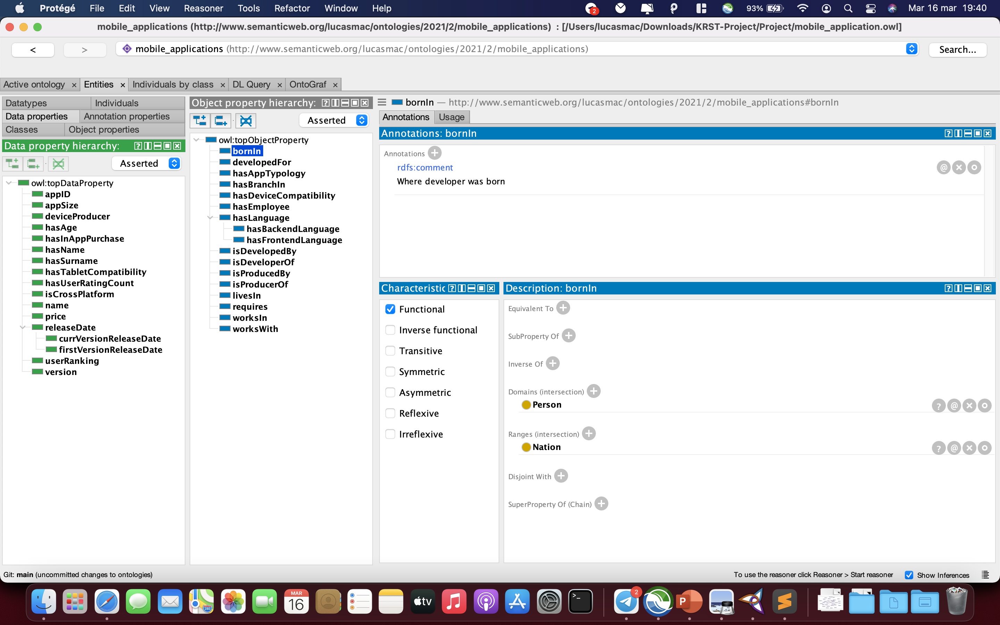 Protégé File Edit View Reasoner Tools Refactor Window Help 2 93% Mar 16 mar 19:40
mobile_applications (http://www.semanticweb.org/lucasmac/ontologies/2021/2/mobile_applications) : [/Users/lucasmac/Downloads/KRST-Project/Project/mobile_application.owl]
< > mobile_applications (http://www.semanticweb.org/lucasmac/ontologies/2021/2/mobile_applications) Search...
Active ontology × Entities × Individuals by class × DL Query × OntoGraf ×
Datatypes Individuals
Data properties Annotation properties
Classes Object properties
Data property hierarchy:
Asserted
owl:topDataProperty
appID
appSize
deviceProducer
hasAge
hasInAppPurchase
hasName
hasSurname
hasTabletCompatibility
hasUserRatingCount
isCrossPlatform
name
price
releaseDate
currVersionReleaseDate
firstVersionReleaseDate
userRanking
version
Object property hierarchy:
Asserted
owl:topObjectProperty
bornIn
developedFor
hasAppTypology
hasBranchIn
hasDeviceCompatibility
hasEmployee
hasLanguage
hasBackendLanguage
hasFrontendLanguage
isDevelopedBy
isDeveloperOf
isProducedBy
isProducerOf
livesIn
requires
worksIn
worksWith
bornIn — http://www.semanticweb.org/lucasmac/ontologies/2021/2/mobile_applications#bornIn
Annotations Usage
Annotations: bornIn
Annotations
rdfs:comment
Where developer was born
Characteristic
Functional
Inverse functional
Transitive
Symmetric
Asymmetric
Reflexive
Irreflexive
Description: bornIn
Equivalent To
SubProperty Of
Inverse Of
Domains (intersection)
Person
Ranges (intersection)
Nation
Disjoint With
SuperProperty Of (Chain)
Git: main (uncommitted changes to ontologies)
To use the reasoner click Reasoner > Start reasoner Show Inferences
280
MAR
16
tv
>_
2
P